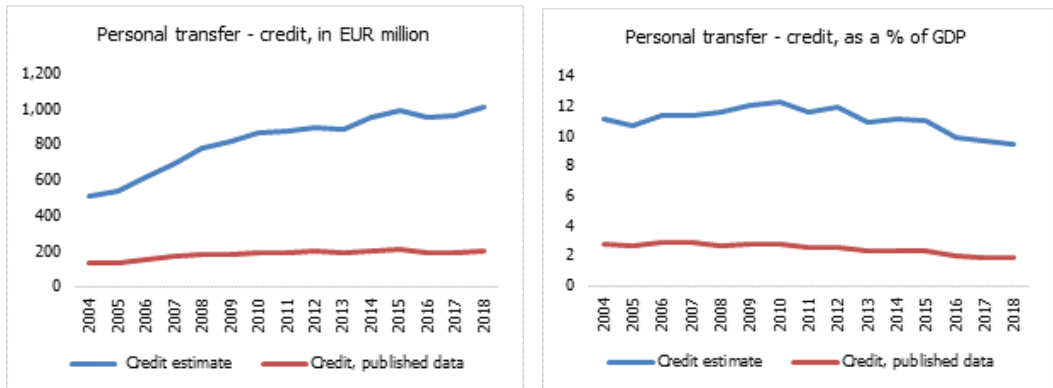 Personal transfer - credit, in EUR million
1,200
1,000
800
600
400
200
0
2004 2005 2006 2007 2008 2009 2010 2011 2012 2013 2014 2015 2016 2017 2018
Credit estimate Credit, published data
Personal transfer - credit, as a % of GDP
14
12
10
8
6
4
2
0
2004 2005 2006 2007 2008 2009 2010 2011 2012 2013 2014 2015 2016 2017 2018
Credit estimate Credit, published data